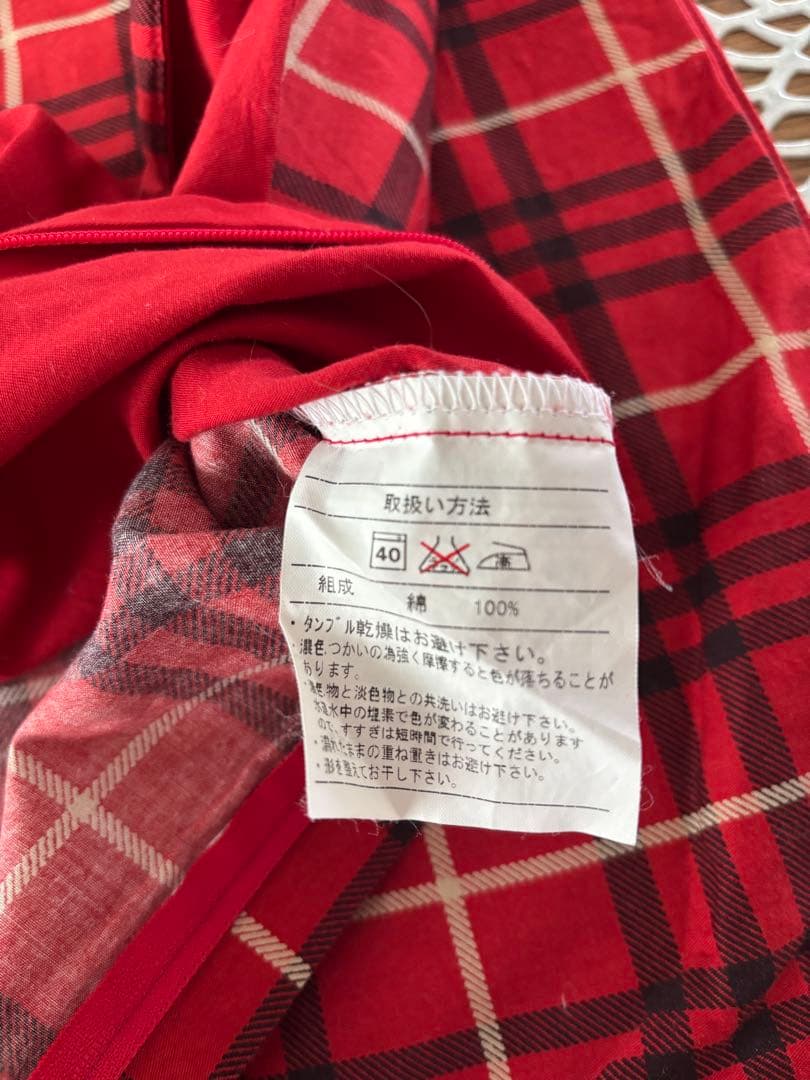 取扱い方法
40
組成
綿 100%
・タンブル乾燥はお避け下さい。
・濃色つかいの為強く摩擦すると色が落ちることが
あります。
・濃色物と淡色物との共洗いはお避け下さい。
水道水中の塩素で色が変わることがあります
ので、すすぎは短時間で行ってください。
・濡れたままの重ね置きはお避け下さい。
・形を整えてお干し下さい。